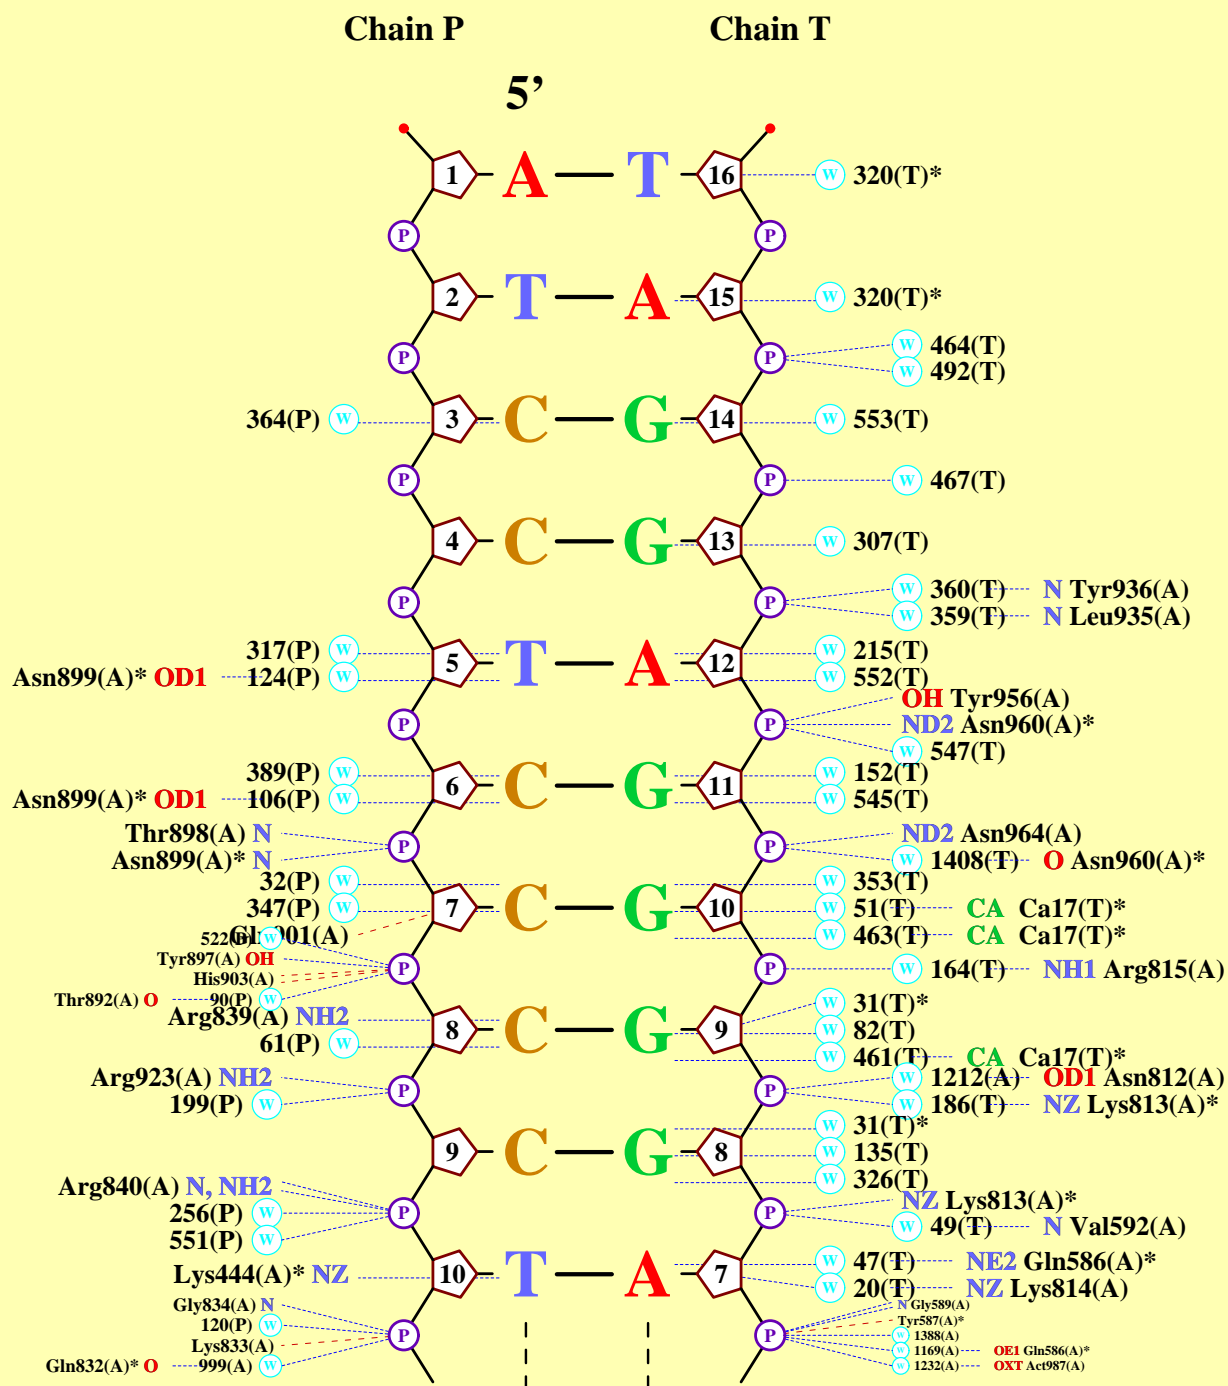 Chain P Chain T
5’
1 A T 16 W 320(T)*
P P
2 T A 15 W 320(T)*
P P W 464(T)
W 492(T)
364(P) W 3 C G 14 W 553(T)
P P W 467(T)
4 C G 13 W 307(T)
P P W 360(T) N Tyr936(A)
W 359(T) N Leu935(A)
317(P) W 5 T A 12 W 215(T)
Asn899(A)* OD1 124(P) W W 552(T)
OH Tyr956(A)
P P ND2 Asn960(A)*
W 547(T)
389(P) W 6 C G 11 W 152(T)
Asn899(A)* OD1 106(P) W W 545(T)
Thr898(A) N P P ND2 Asn964(A)
Asn899(A)* N W 1408(T) O Asn960(A)*
32(P) W W 353(T)
347(P) W 7 C G 10 W 51(T) CA Ca17(T)*
901(A) W 463(T) CA Ca17(T)*
522 W
Tyr897(A) OH P P W 164(T) NH1 Arg815(A)
His903(A)
Thr892(A) O 90(P) W W 31(T)*
Arg839(A) NH2 8 C G 9 W 82(T)
61(P) W W 461(T) CA Ca17(T)*
Arg923(A) NH2 P P W 1212(A) OD1 Asn812(A)
199(P) W W 186(T) NZ Lys813(A)*
W 31(T)*
9 C G 8 W 135(T)
W 326(T)
Arg840(A) N, NH2 NZ Lys813(A)*
256(P) W P P
551(P) W W 49(T) N Val592(A)
W 47(T) NE2 Gln586(A)*
Lys444(A)* NZ 10 T A 7
W 20(T) NZ Lys814(A)
Gly834(A) N N Gly589(A)
120(P) W Tyr587(A)*
P P W 1388(A)
Lys833(A) W 1169(A) OE1 Gln586(A)*
Gln832(A)* O 999(A) W W 1232(A) OXT Act987(A)